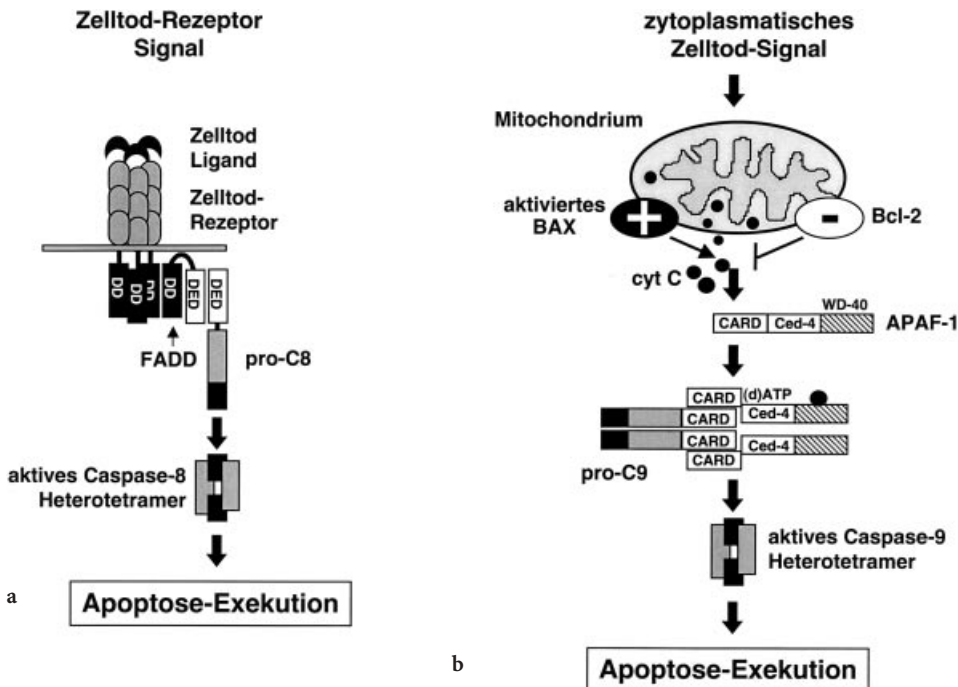 Zelltod-Rezeptor
Signal
Zelltod
Ligand
Zelltod-
Rezeptor
DD
DD
DD
DD
DED
DED
FADD
pro-C8
aktives Caspase-8
Heterotetramer
Apoptose-Exekution
a
zytoplasmatisches
Zelltod-Signal
Mitochondrium
aktiviertes
BAX
+
-
Bcl-2
cyt C
WD-40
CARD
Ced-4
APAF-1
CARD
(d)ATP
CARD
Ced-4
CARD
Ced-4
CARD
pro-C9
aktives Caspase-9
Heterotetramer
Apoptose-Exekution
b